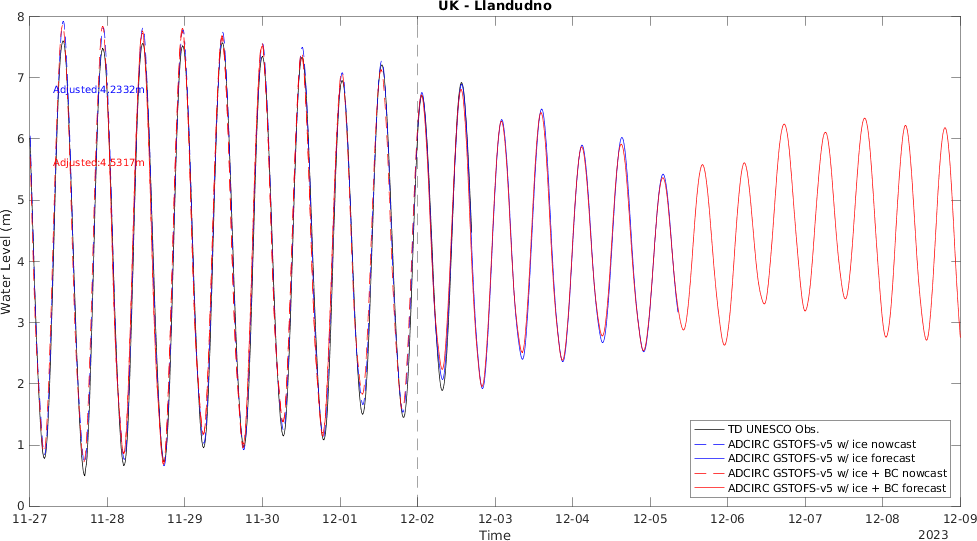 UK - Llandudno
8
7
6
5
4
3
2
1
0
Water Level (m)
Adjusted:4.2332m
Adjusted:4.5317m
TD UNESCO Obs.
ADCIRC GSTOFS-v5 w/ ice nowcast
ADCIRC GSTOFS-v5 w/ ice forecast
ADCIRC GSTOFS-v5 w/ ice + BC nowcast
ADCIRC GSTOFS-v5 w/ ice + BC forecast
11-27 11-28 11-29 11-30 12-01 12-02 12-03 12-04 12-05 12-06 12-07 12-08 12-09
Time
2023